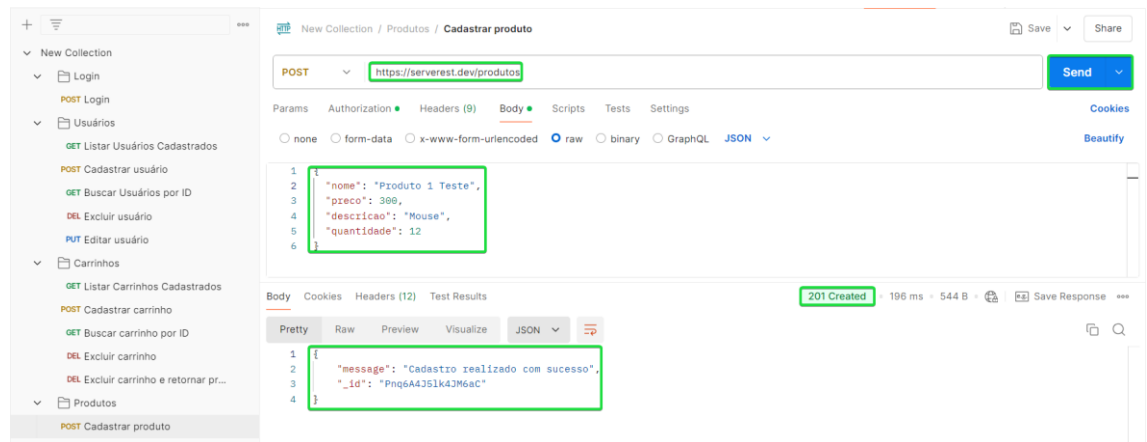 New Collection / Produtos / Cadastrar produto
Save
Share
New Collection
Login
POST Login
Usuários
GET Listar Usuários Cadastrados
POST Cadastrar usuário
GET Buscar Usuários por ID
DEL Excluir usuário
PUT Editar usuário
Carrinhos
GET Listar Carrinhos Cadastrados
POST Cadastrar carrinho
GET Buscar carrinho por ID
DEL Excluir carrinho
DEL Excluir carrinho e retornar pr...
Produtos
POST Cadastrar produto
POST https://serverest.dev/produtos Send
Params Authorization Headers (9) Body Scripts Tests Settings Cookies
none form-data x-www-form-urlencoded raw binary GraphQL JSON Beautify
1 {
2 "nome": "Produto 1 Teste",
3 "preco": 300,
4 "descricao": "Mouse",
5 "quantidade": 12
6 }
Body Cookies Headers (12) Test Results 201 Created 196 ms 544 B e.g. Save Response
Pretty Raw Preview Visualize JSON
1 {
2 "message": "Cadastro realizado com sucesso",
3 "_id": "Pnq6A4J5lk4JM6aC"
4 }